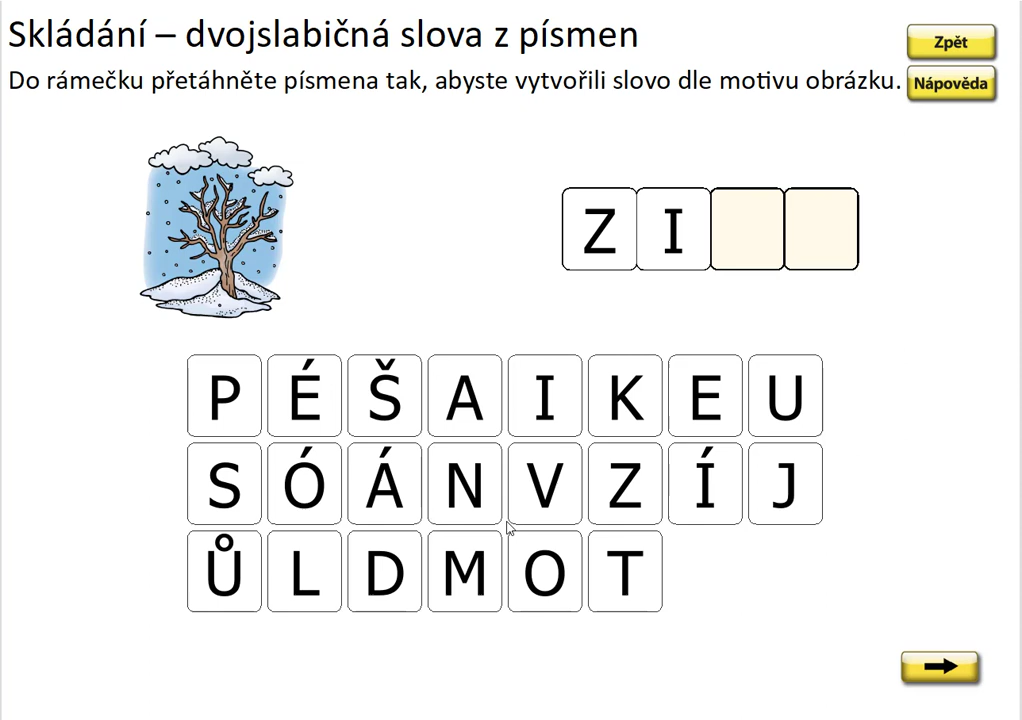 Skládání – dvojslabičná slova z písmen
Zpět
Do rámečku přetáhněte písmena tak, abyste vytvořili slovo dle motivu obrázku.
Nápověda
Z I
P É Š A I K E U
S Ó Á N V Z Í J
Ů L D M O T